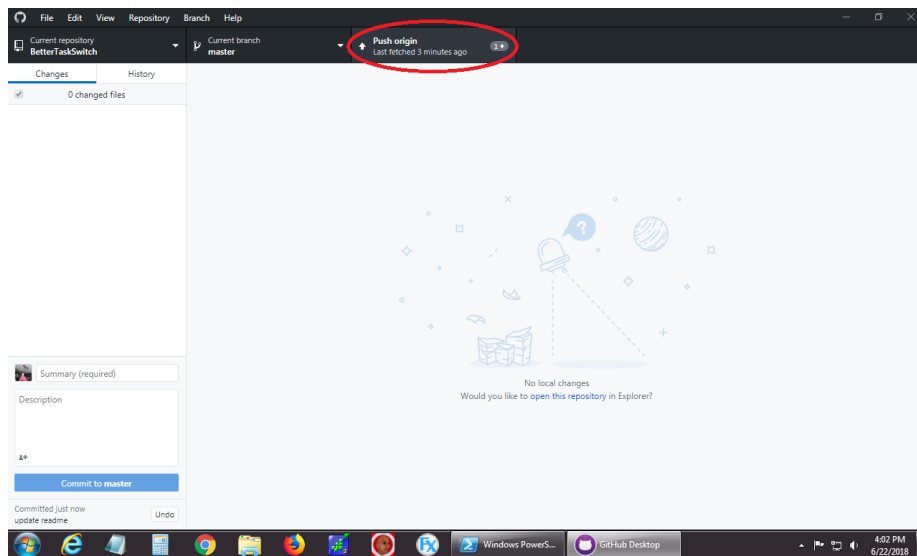 File Edit View Repository Branch Help
Current repository
BetterTaskSwitch
Current branch
master
Push origin
Last fetched 3 minutes ago
1
Changes History
0 changed files
?
No local changes
Would you like to open this repository in Explorer?
Summary (required)
Description
Commit to master
Committed just now
update readme
Undo
Windows PowerS...
GitHub Desktop
4:02 PM
6/22/2018